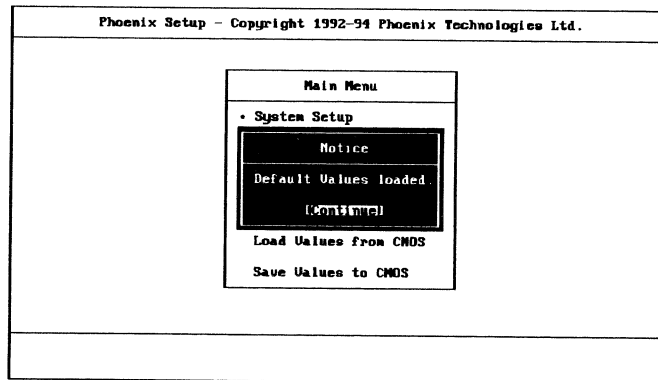 Phoenix Setup - Copyright 1992-94 Phoenix Technologies Ltd.
Main Menu
• System Setup
Notice
Default Values loaded.
[Continue]
Load Values from CMOS
Save Values to CMOS